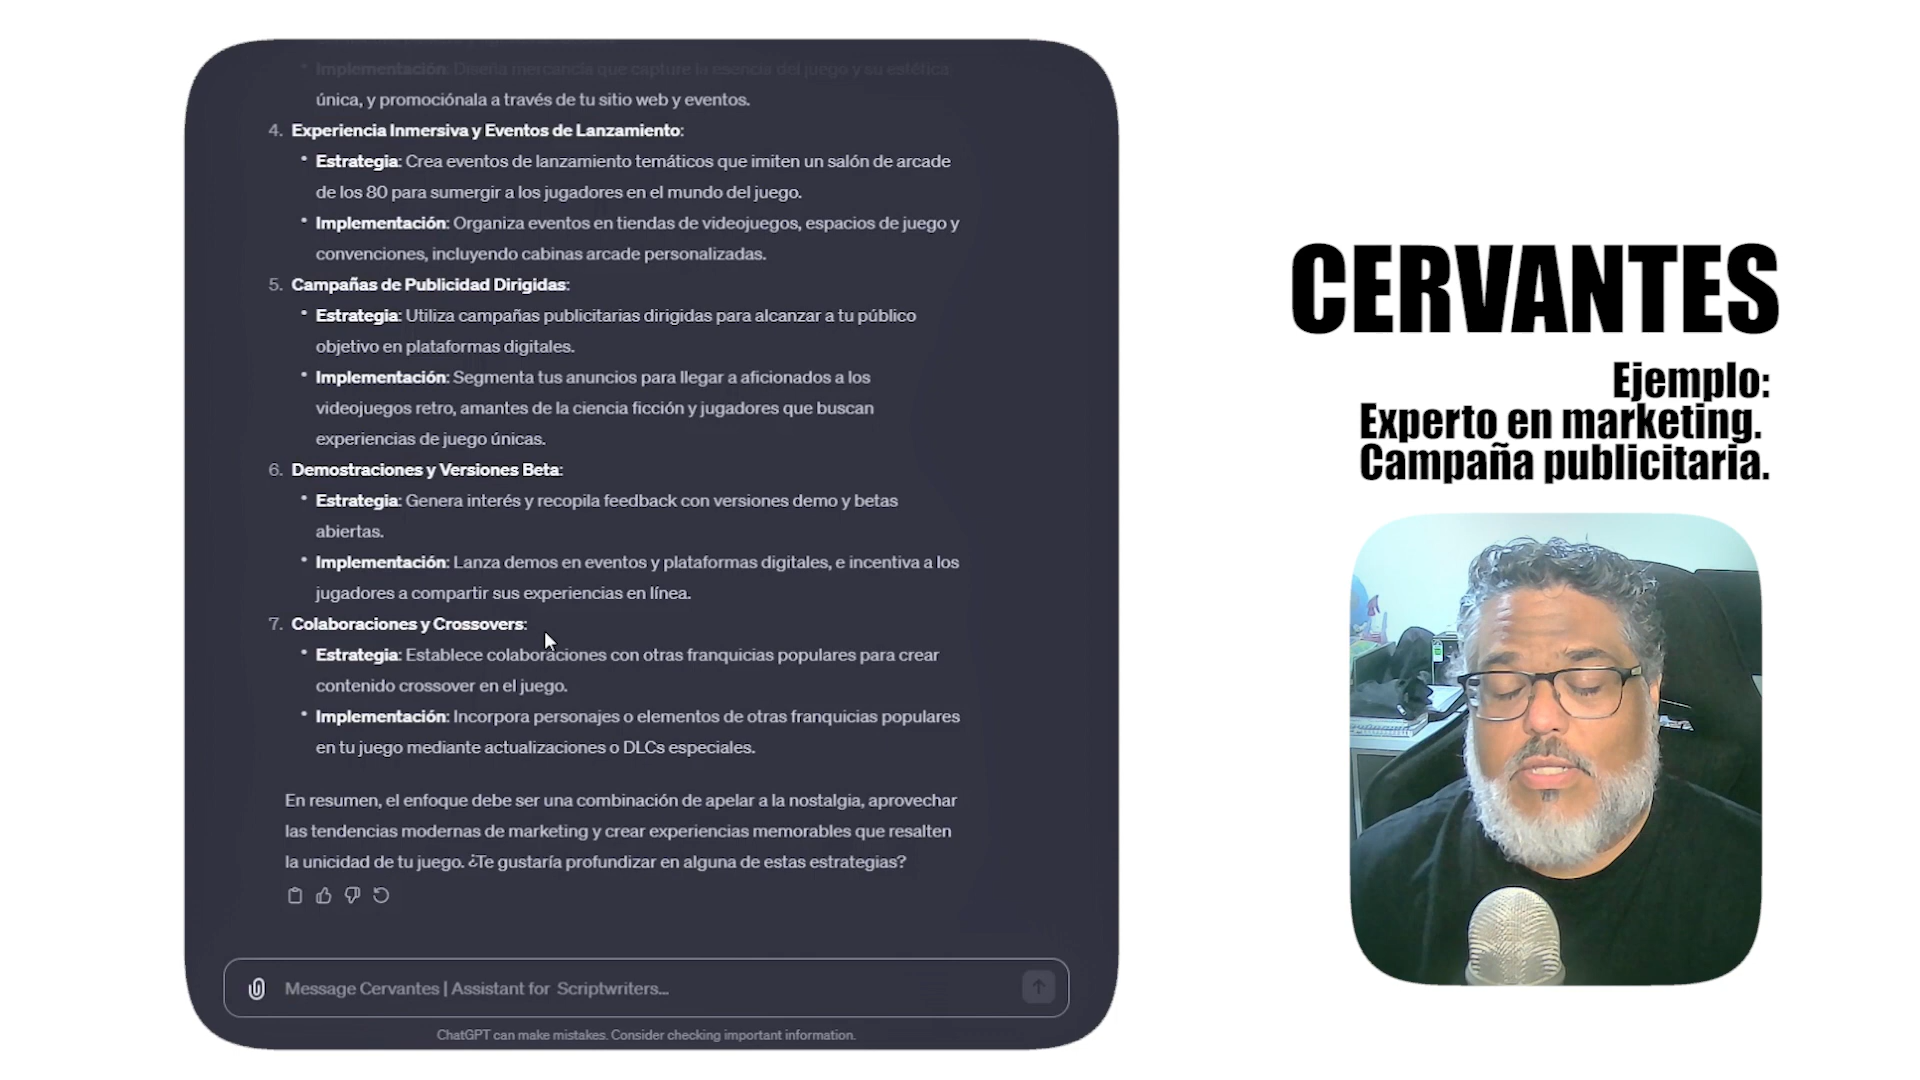 Implementación: Diseña mercancía que capture la esencia del juego y su estética
única, y promociónala a través de tu sitio web y eventos.
4. Experiencia Inmersiva y Eventos de Lanzamiento:
• Estrategia: Crea eventos de lanzamiento temáticos que imiten un salón de arcade
de los 80 para sumergir a los jugadores en el mundo del juego.
• Implementación: Organiza eventos en tiendas de videojuegos, espacios de juego y
convenciones, incluyendo cabinas arcade personalizadas.
5. Campañas de Publicidad Dirigidas:
• Estrategia: Utiliza campañas publicitarias dirigidas para alcanzar a tu público
objetivo en plataformas digitales.
• Implementación: Segmenta tus anuncios para llegar a aficionados a los
videojuegos retro, amantes de la ciencia ficción y jugadores que buscan
experiencias de juego únicas.
6. Demostraciones y Versiones Beta:
• Estrategia: Genera interés y recopila feedback con versiones demo y betas
abiertas.
• Implementación: Lanza demos en eventos y plataformas digitales, e incentiva a los
jugadores a compartir sus experiencias en línea.
7. Colaboraciones y Crossovers:
• Estrategia: Establece colaboraciones con otras franquicias populares para crear
contenido crossover en el juego.
• Implementación: Incorpora personajes o elementos de otras franquicias populares
en tu juego mediante actualizaciones o DLCs especiales.
En resumen, el enfoque debe ser una combinación de apelar a la nostalgia, aprovechar
las tendencias modernas de marketing y crear experiencias memorables que resalten
la unicidad de tu juego. ¿Te gustaría profundizar en alguna de estas estrategias?
Message Cervantes | Assistant for Scriptwriters...
ChatGPT can make mistakes. Consider checking important information.
CERVANTES
Ejemplo:
Experto en marketing.
Campaña publicitaria.